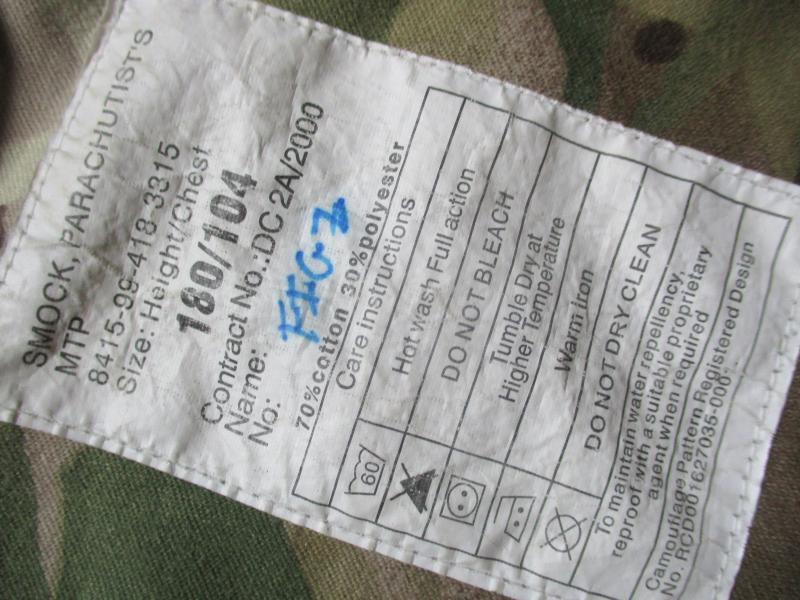 SMOCK, PARACHUTIST'S
MTP
8415-99-418-3315
Size: Height/Chest
180/104
Contract No.:DC 2A/2000
Name:
No:
70%cotton 30%polyester
Care instructions
60
Hot wash Full action
DO NOT BLEACH
Tumble Dry at
Higher Temperature
Warm iron
DO NOT DRY CLEAN
To maintain water repellency,
reproof with a suitable proprietary
agent when required
Camouflage Pattern Registered Design
No. RCD001627035-0001